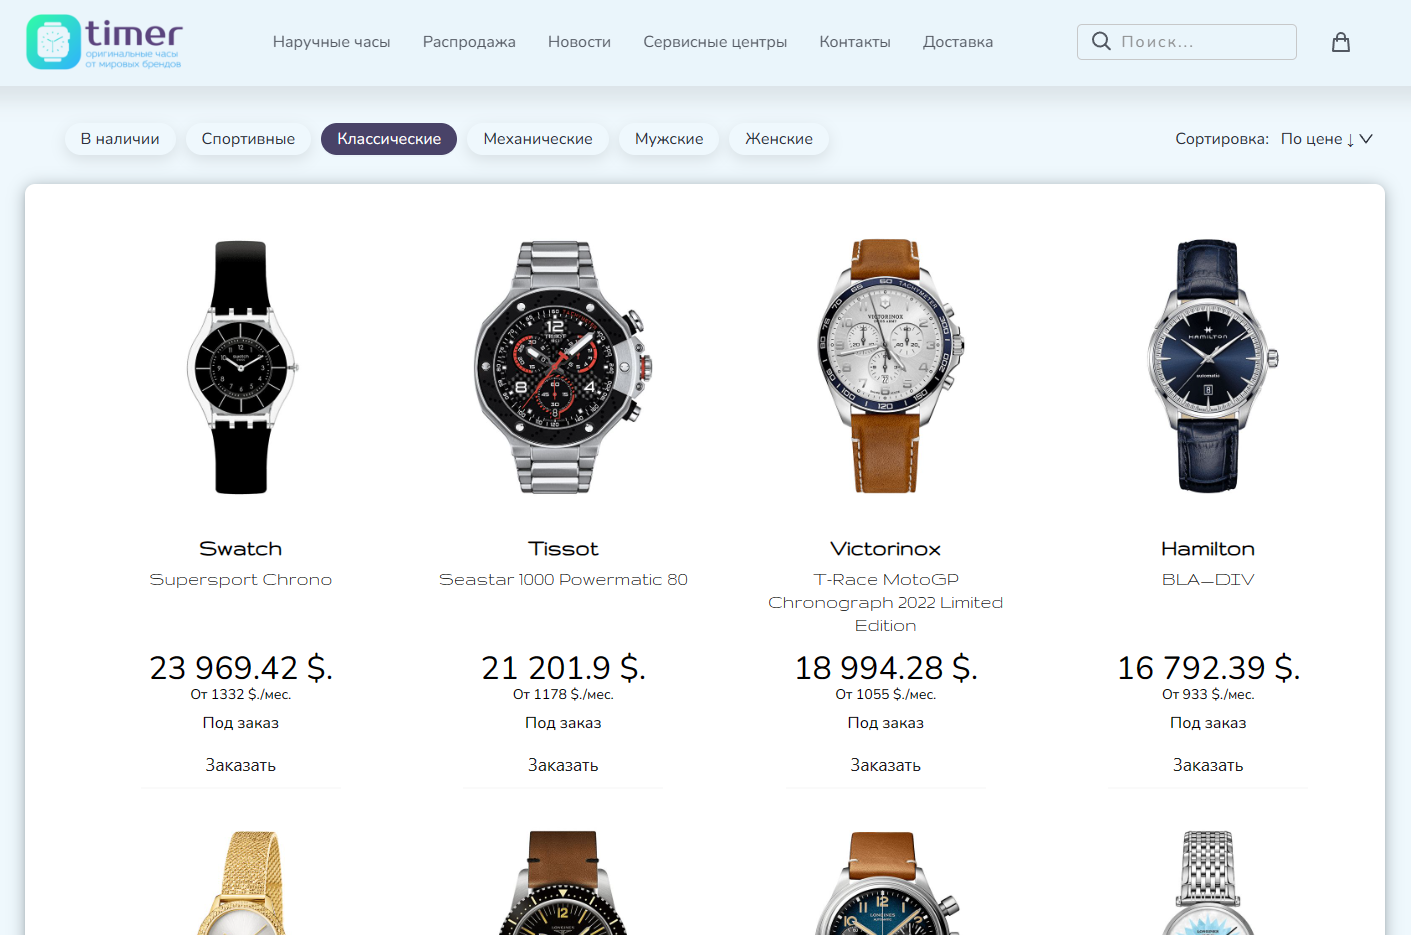 timer
оригинальные часы
от мировых брендов
Наручные часы
Распродажа
Новости
Сервисные центры
Контакты
Доставка
Поиск...
В наличии
Спортивные
Классические
Механические
Мужские
Женские
Сортировка: По цене ↓
VICTORINOX
HAMILTON
automatic
Swatch
Supersport Chrono
Tissot
Seastar 1000 Powermatic 80
Victorinox
T-Race MotoGP
Chronograph 2022 Limited
Edition
Hamilton
BLA_DIV
23 969.42 $.
От 1332 $./мес.
Под заказ
Заказать
21 201.9 $.
От 1178 $./мес.
Под заказ
Заказать
18 994.28 $.
От 1055 $./мес.
Под заказ
Заказать
16 792.39 $.
От 933 $./мес.
Под заказ
Заказать